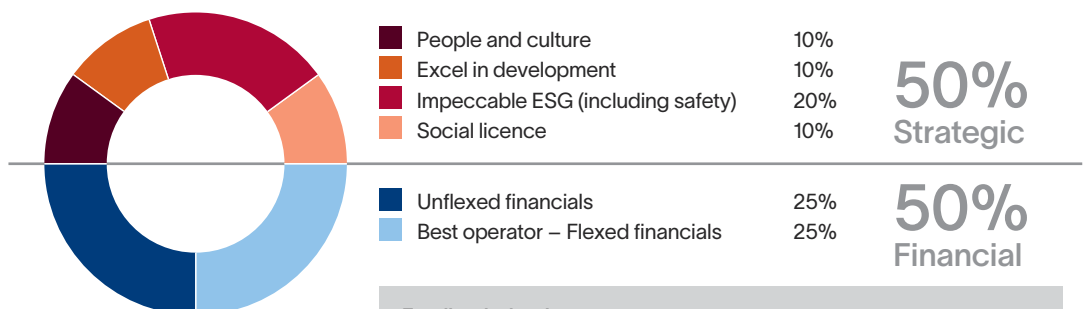 People and culture 10%
Excel in development 10%
Impeccable ESG (including safety) 20%
Social licence 10%
50%
Strategic
Unflexed financials 25%
Best operator – Flexed financials 25%
50%
Financial